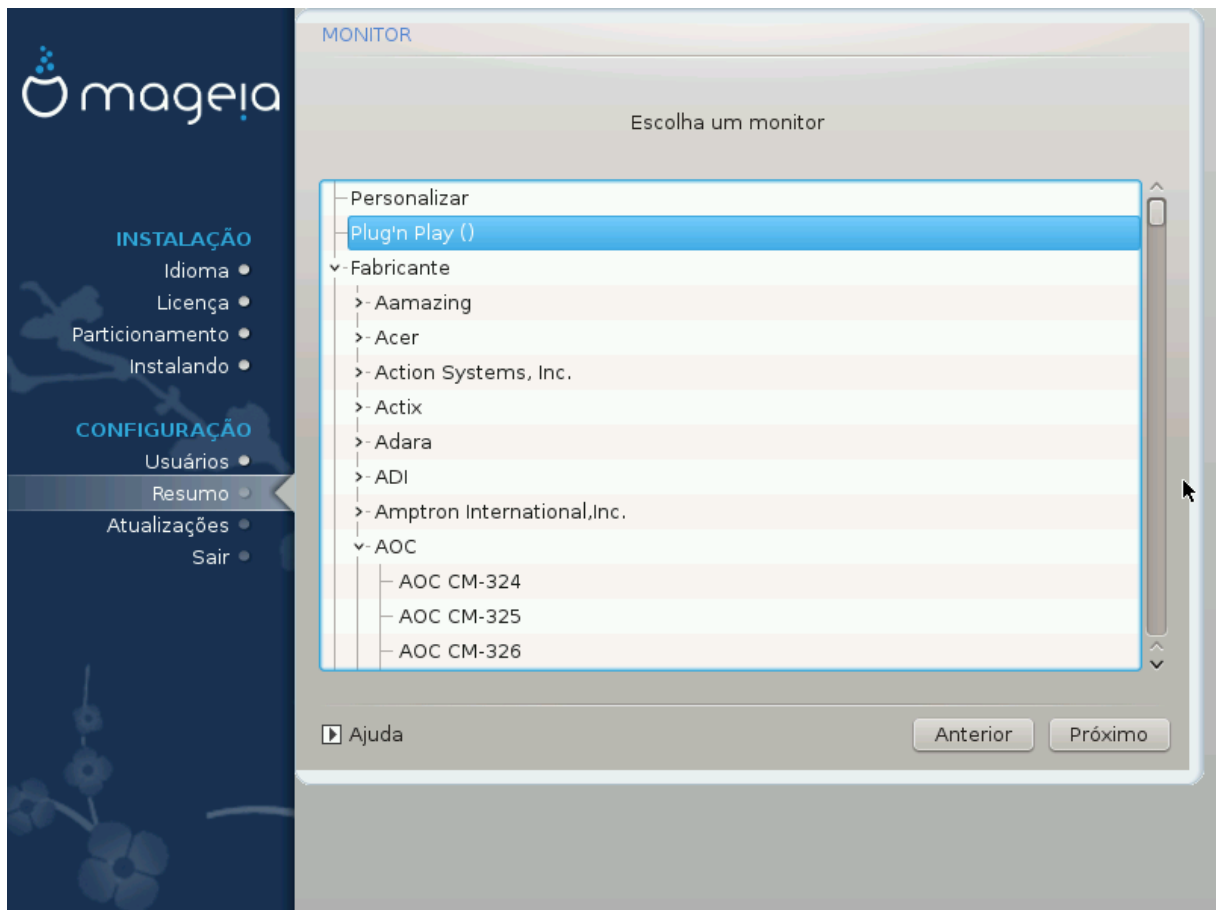 mageia
INSTALAÇÃO
Idioma
Licença
Particionamento
Instalando
CONFIGURAÇÃO
Usuários
Resumo
Atualizações
Sair
MONITOR
Escolha um monitor
Personalizar
Plug'n Play ()
Fabricante
Aamazing
Acer
Action Systems, Inc.
Actix
Adara
ADI
Amptron International,Inc.
AOC
AOC CM-324
AOC CM-325
AOC CM-326
Ajuda
Anterior
Próximo